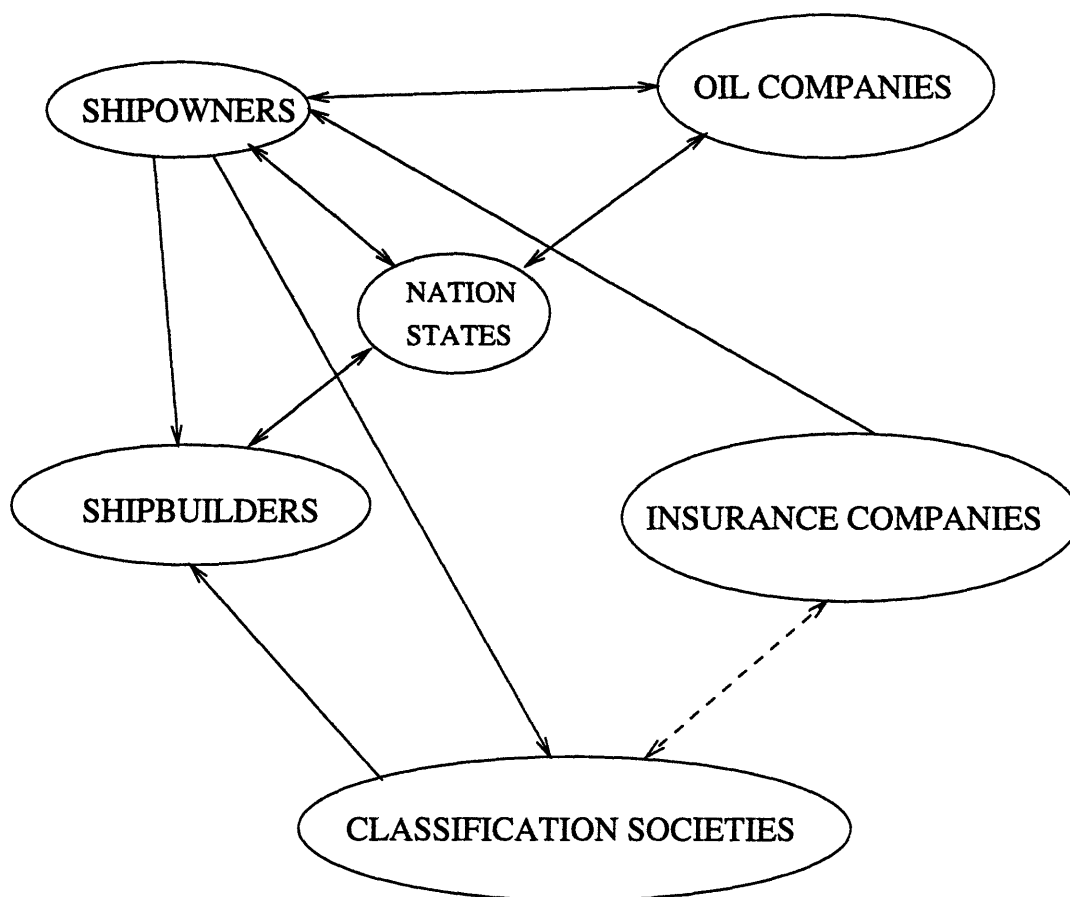 OIL COMPANIES
SHIPOWNERS
NATION
STATES
SHIPBUILDERS
INSURANCE COMPANIES
CLASSIFICATION SOCIETIES